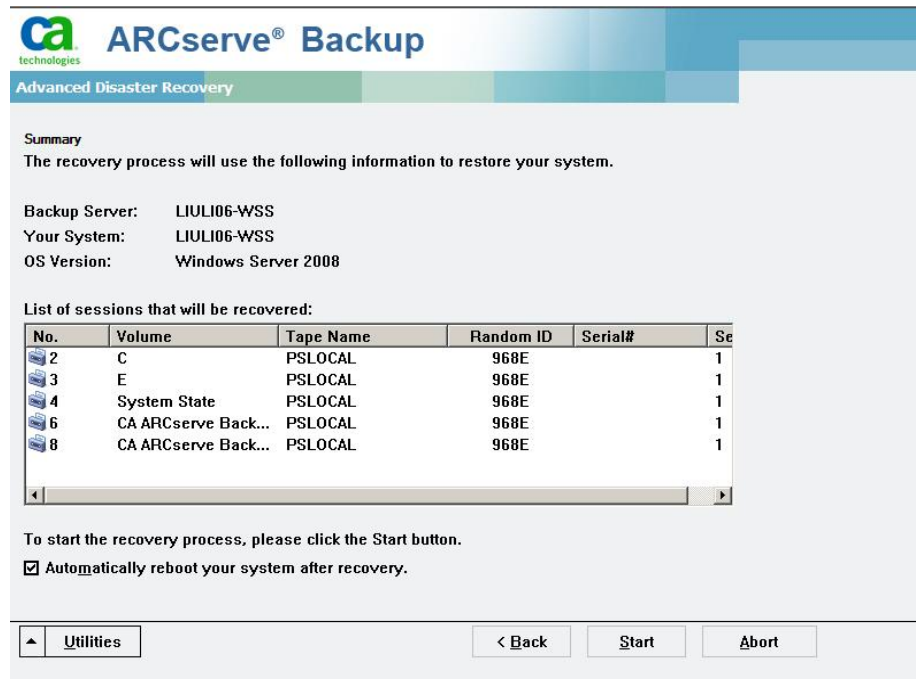 ca
technologies
ARCserve® Backup
Advanced Disaster Recovery
Summary
The recovery process will use the following information to restore your system.
Backup Server: LIULI06-WSS
Your System: LIULI06-WSS
OS Version: Windows Server 2008
List of sessions that will be recovered:
No. Volume Tape Name Random ID Serial# Se
2 C PSLOCAL 968E 1
3 E PSLOCAL 968E 1
4 System State PSLOCAL 968E 1
6 CA ARCserve Back... PSLOCAL 968E 1
8 CA ARCserve Back... PSLOCAL 968E 1
To start the recovery process, please click the Start button.
Automatically reboot your system after recovery.
Utilities < Back Start Abort